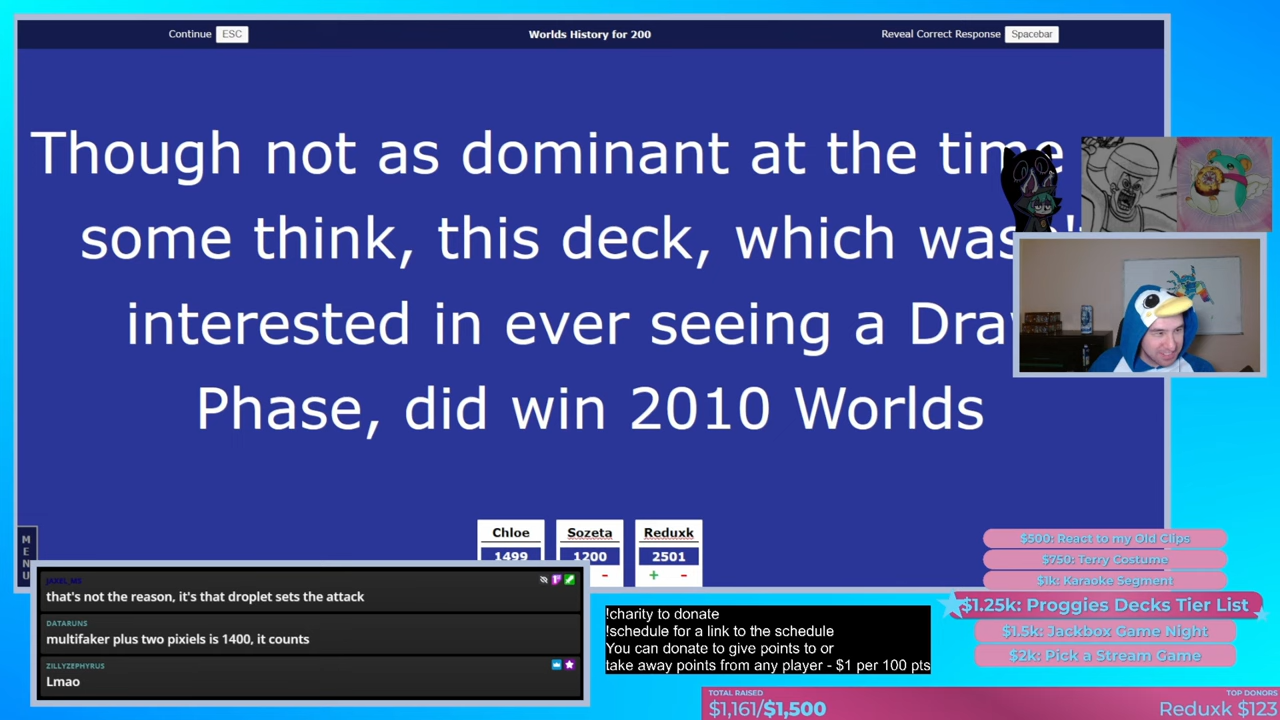 Continue ESC
Worlds History for 200
Reveal Correct Response Spacebar
Though not as dominant at the time
some think, this deck, which wasn'
interested in ever seeing a Draw
Phase, did win 2010 Worlds
MENU
Chloe
1499
Sozeta
1200
-
Reduxk
2501
+ -
JAXEL_MS
that's not the reason, it's that droplet sets the attack
DATARUNS
multifaker plus two pixiels is 1400, it counts
ZILLYZEPHYRUS
Lmao
!charity to donate
!schedule for a link to the schedule
You can donate to give points to or
take away points from any player - $1 per 100 pts
$500: React to my Old Clips
$750: Terry Costume
$1k: Karaoke Segment
$1.25k: Proggies Decks Tier List
$1.5k: Jackbox Game Night
$2k: Pick a Stream Game
TOTAL RAISED
$1,161/$1,500
TOP DONORS
Reduxk $123